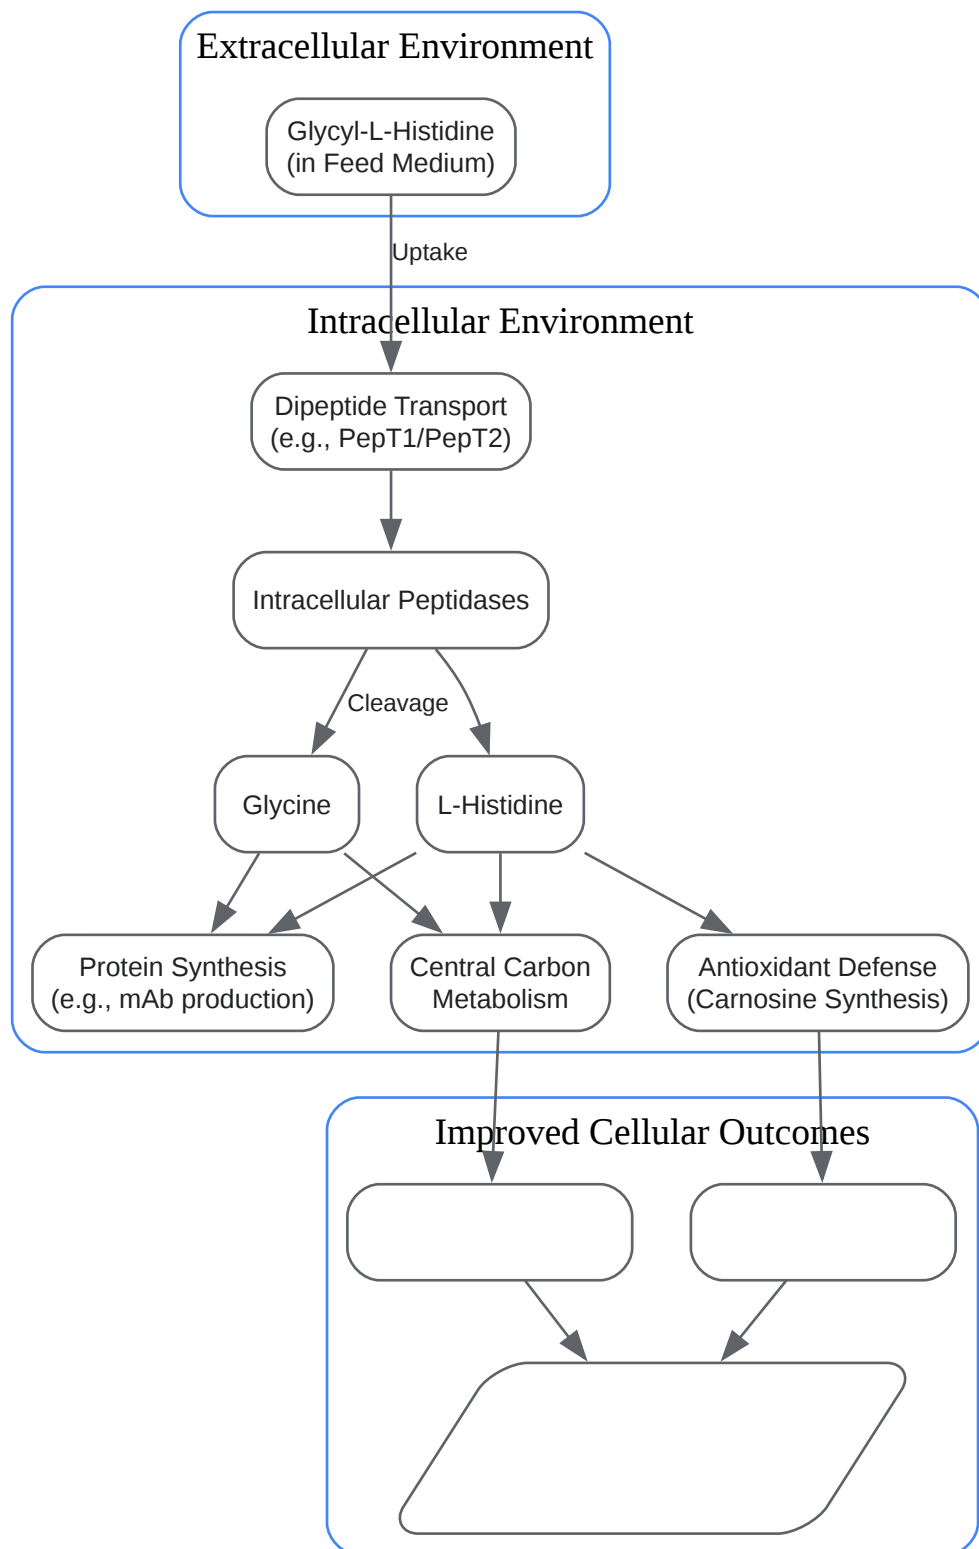 Extracellular Environment
Glycyl-L-Histidine
(in Feed Medium)
Uptake
Intracellular Environment
Dipeptide Transport
(e.g., PepT1/PepT2)
Intracellular Peptidases
Cleavage
Glycine
L-Histidine
Protein Synthesis
(e.g., mAb production)
Central Carbon
Metabolism
Antioxidant Defense
(Carnosine Synthesis)
Improved Cellular Outcomes